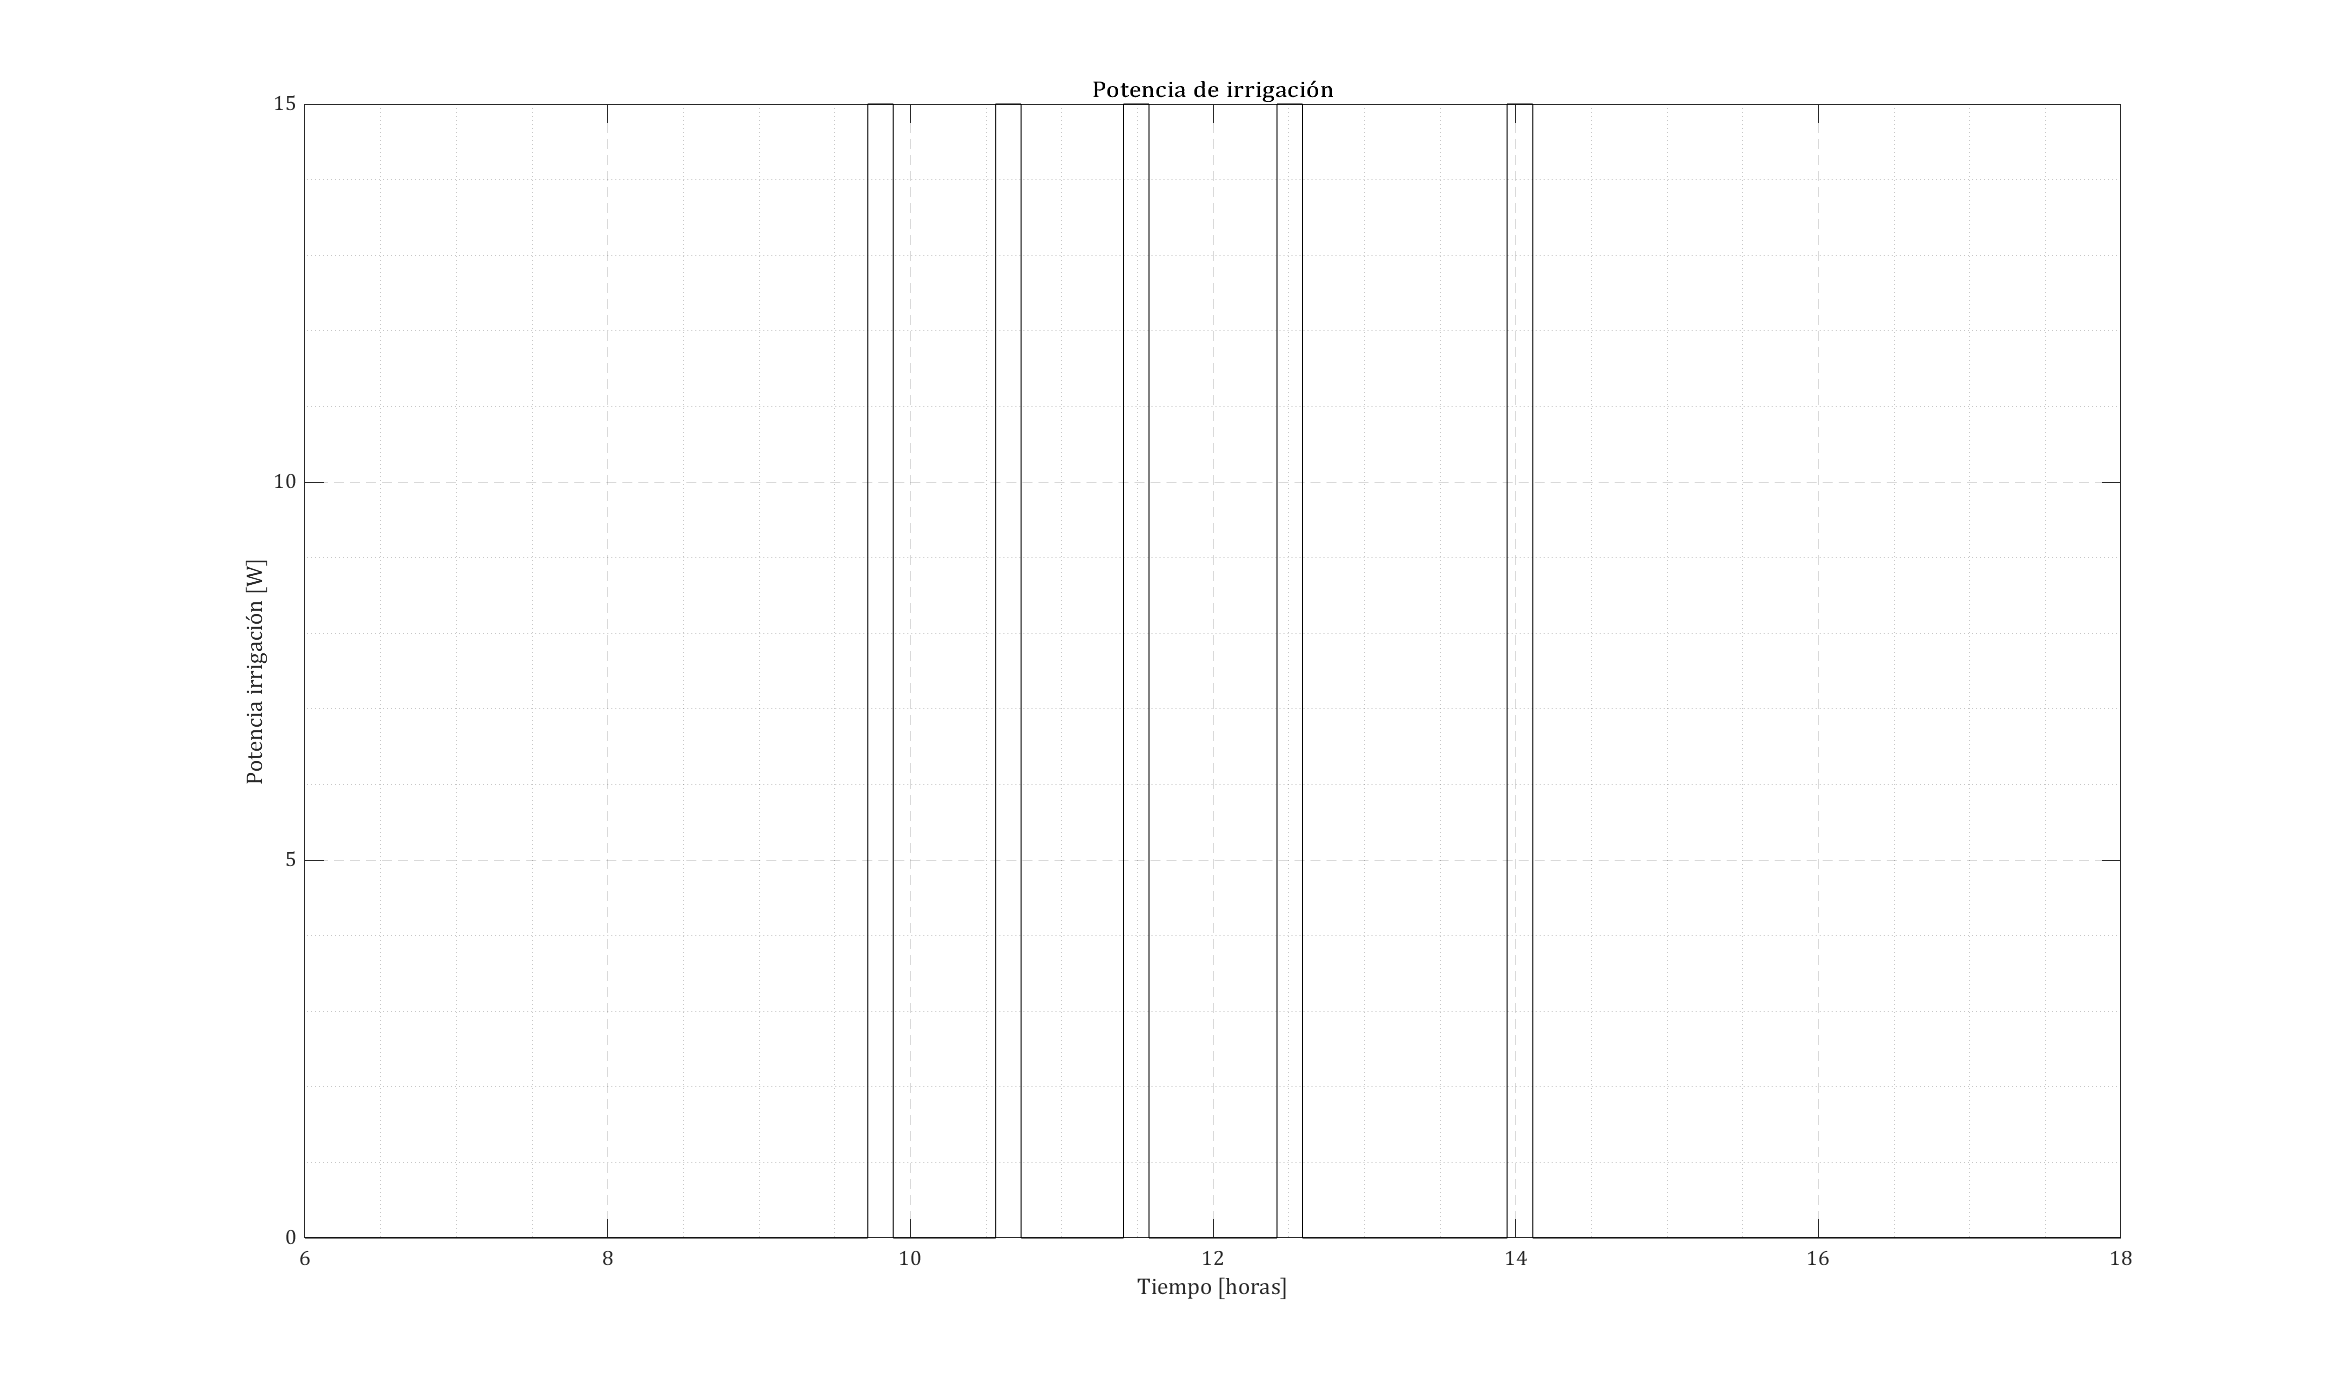 Potencia de irrigación
15
10
5
0
Potencia irrigación [W]
6 8 10 12 14 16 18
Tiempo [horas]